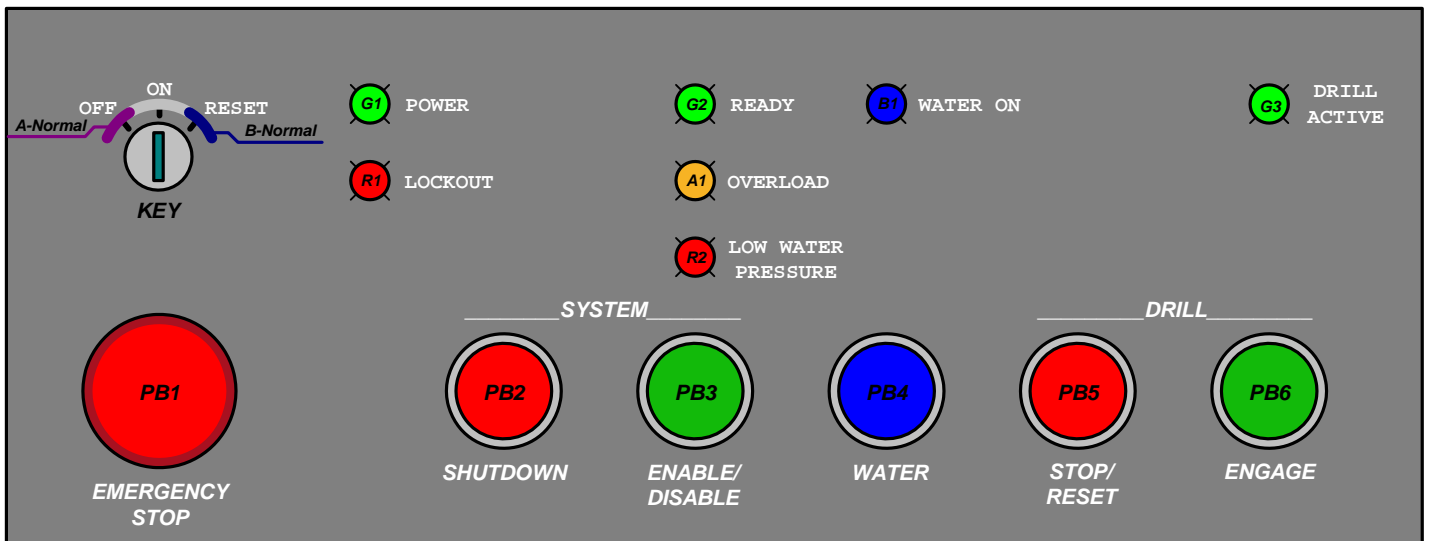 ON
OFF
RESET
A-Normal
B-Normal
KEY
G1 POWER
G2 READY
B1 WATER ON
G3 DRILL
ACTIVE
R1 LOCKOUT
A1 OVERLOAD
R2 LOW WATER
PRESSURE
________SYSTEM________
_________DRILL_________
PB1
PB2
PB3
PB4
PB5
PB6
EMERGENCY
STOP
SHUTDOWN
ENABLE/
DISABLE
WATER
STOP/
RESET
ENGAGE